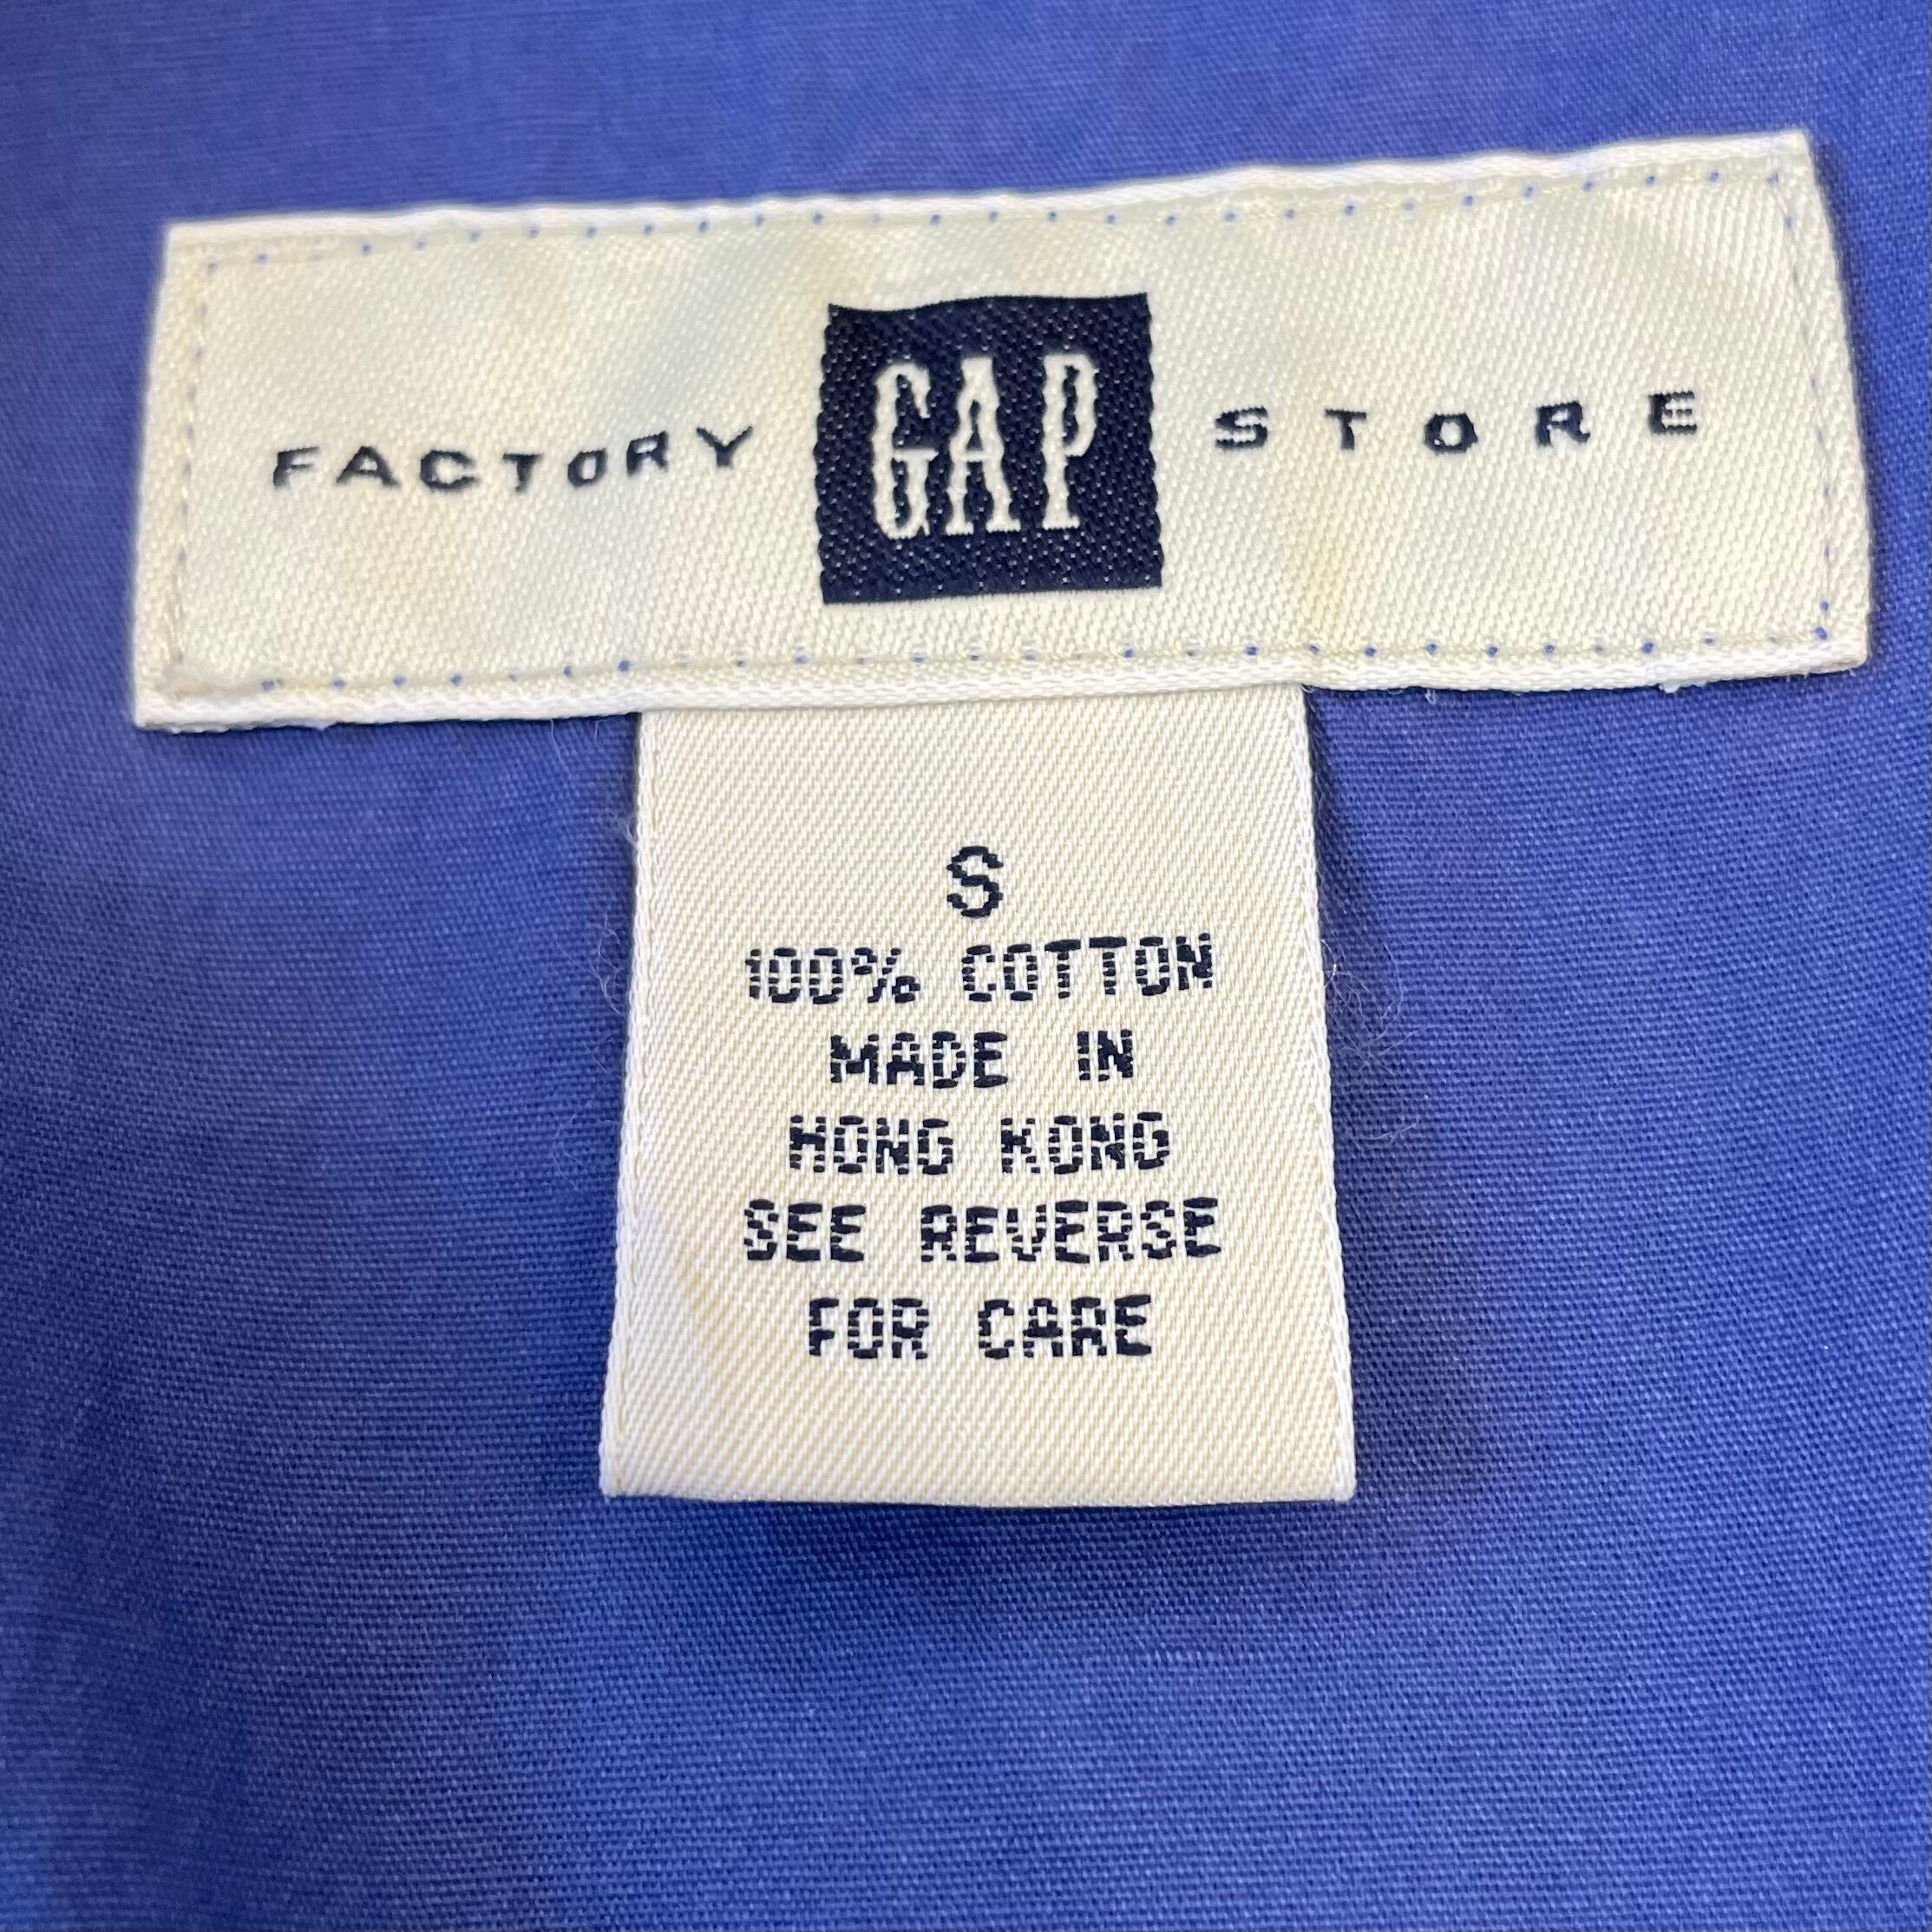 FACTORY GAP STORE
S
100% COTTON
MADE IN
HONG KONG
SEE REVERSE
FOR CARE